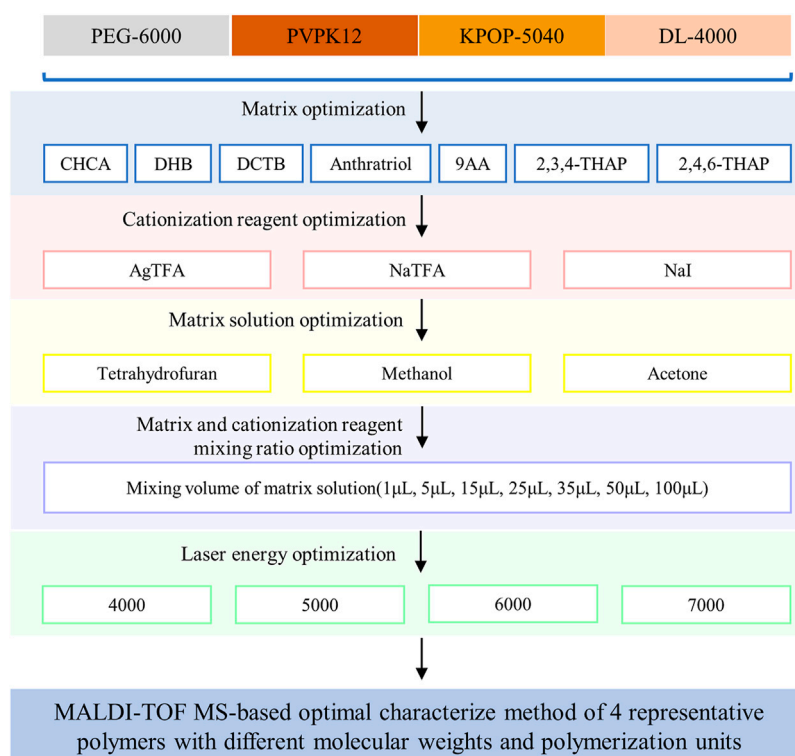 PEG-6000 PVPK12 KPOP-5040 DL-4000
Matrix optimization
CHCA DHB DCTB Anthratriol 9AA 2,3,4-THAP 2,4,6-THAP
Cationization reagent optimization
AgTFA NaTFA NaI
Matrix solution optimization
Tetrahydrofuran Methanol Acetone
Matrix and cationization reagent
mixing ratio optimization
Mixing volume of matrix solution(1μL, 5μL, 15μL, 25μL, 35μL, 50μL, 100μL)
Laser energy optimization
4000 5000 6000 7000
MALDI-TOF MS-based optimal characterize method of 4 representative
polymers with different molecular weights and polymerization units